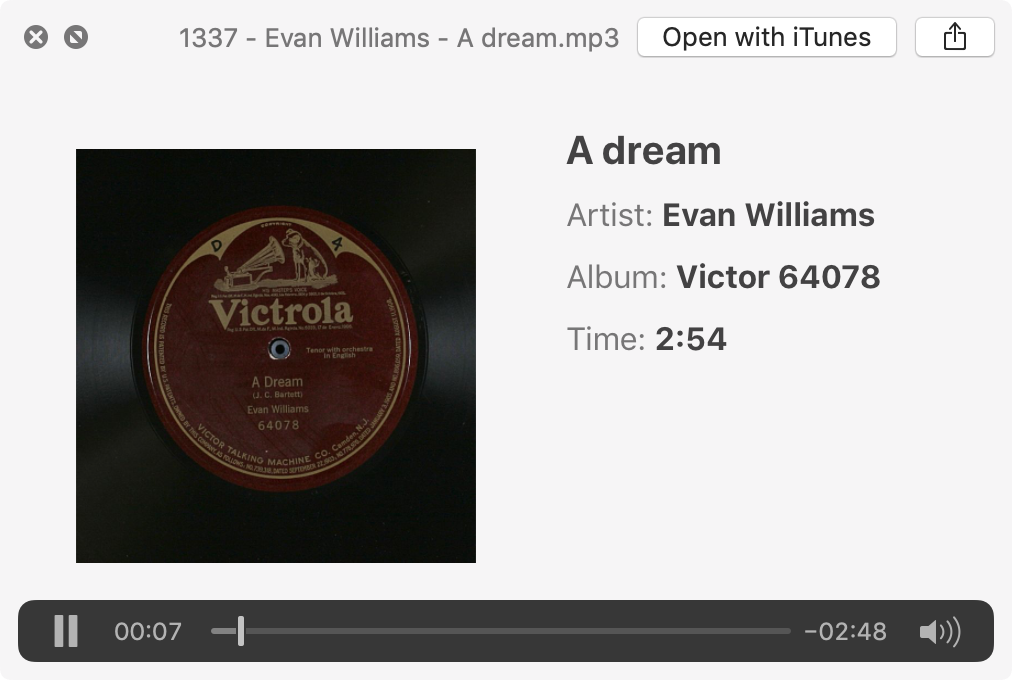 1337 - Evan Williams - A dream.mp3
Open with iTunes
A dream
Artist: Evan Williams
Album: Victor 64078
Time: 2:54
COPYRIGHT
D
4
HIS MASTER'S VOICE
Victrola
Tenor with orchestra
In English
A Dream
(J. C. Bartlett)
Evan Williams
64078
VICTOR TALKING MACHINE CO. Camden, N.J.
00:07
−02:48